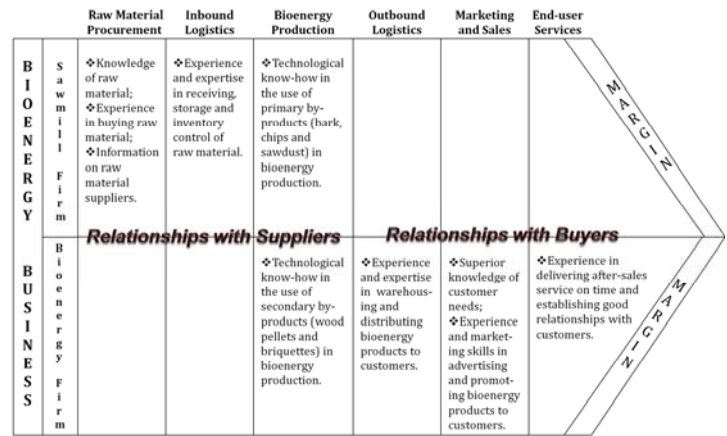 Raw Material
Procurement
Inbound
Logistics
Bioenergy
Production
Outbound
Logistics
Marketing
and Sales
End-user
Services
BIOENERGY
BUSINESS
Sawmill Firm
❖Knowledge
of raw
material;
❖Experience
in buying raw
material;
❖Information
on raw
material
suppliers.
❖Experience
and expertise
in receiving,
storage and
inventory
control of
raw material.
❖Technological
know-how in
the use of
primary by-
products (bark,
chips and
sawdust) in
bioenergy
production.
MARGIN
Relationships with Suppliers
Relationships with Buyers
Bioenergy Firm
❖Technological
know-how in
the use of
secondary by-
products (wood
pellets and
briquettes) in
bioenergy
production.
❖Experience
and expertise
in warehous-
ing and
distributing
bioenergy
products to
customers.
❖Superior
knowledge of
customer
needs;
❖Experience
and market-
ing skills in
advertising
and promot-
ing bioenergy
products to
customers.
❖Experience in
delivering after-sales
service on time and
establishing good
relationships with
customers.
MARGIN